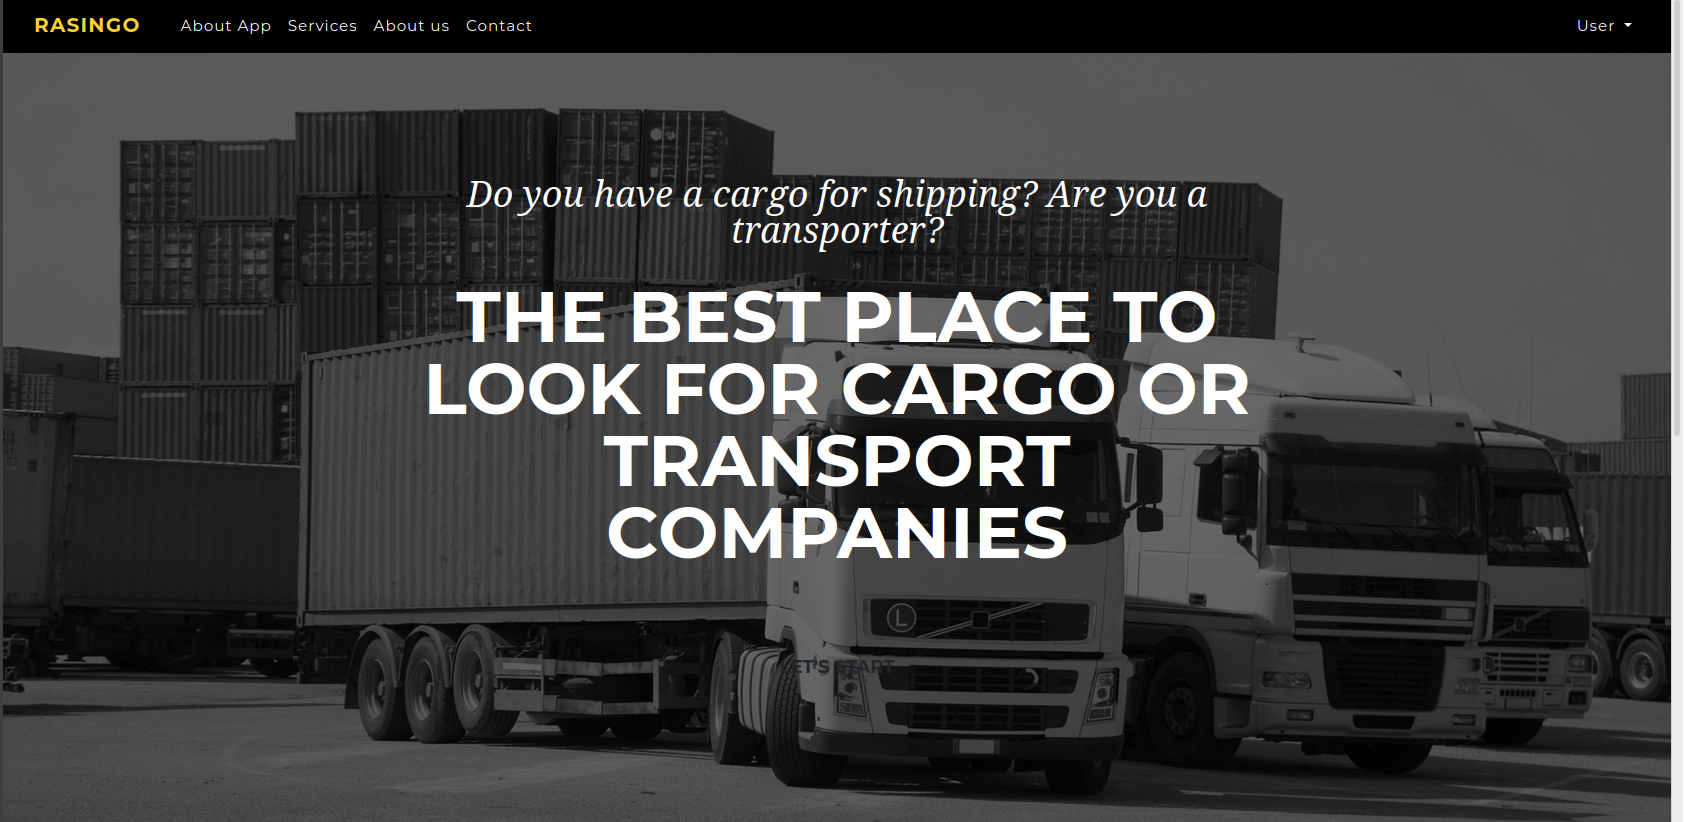 RASINGO About App Services About us Contact User
Do you have a cargo for shipping? Are you a
transporter?
THE BEST PLACE TO
LOOK FOR CARGO OR
TRANSPORT
COMPANIES
LET'S START
L